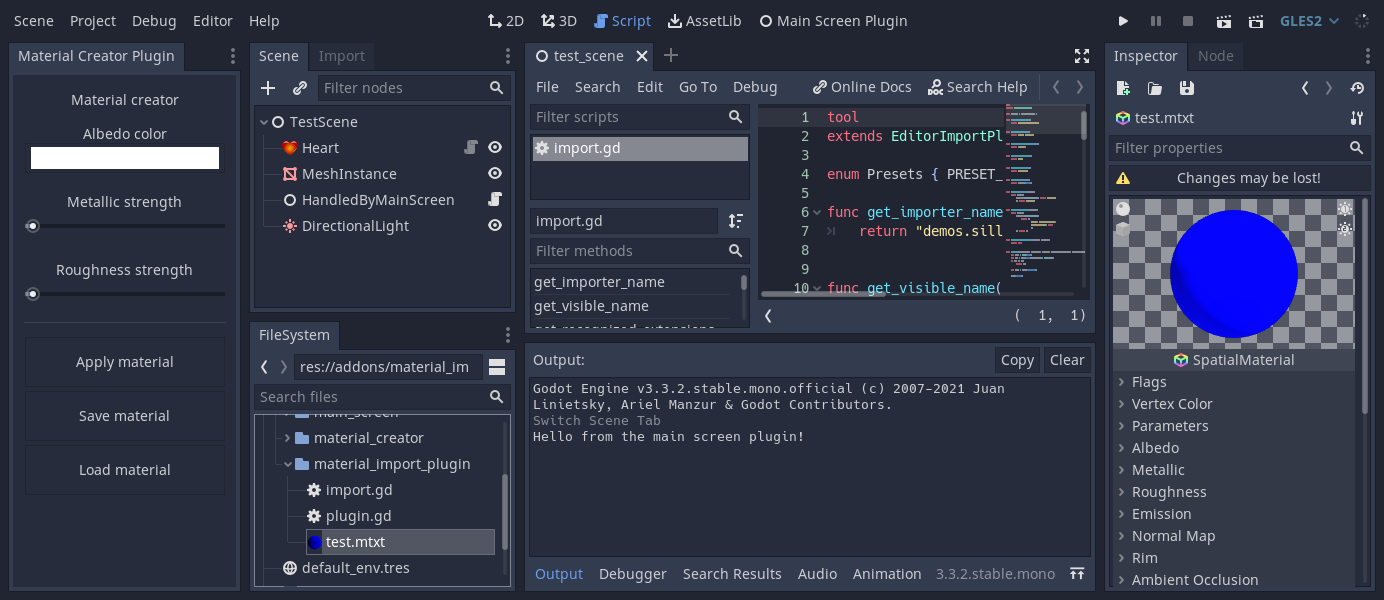 Scene Project Debug Editor Help 2D 3D Script AssetLib Main Screen Plugin GLES2
Material Creator Plugin
Material creator
Albedo color
Metallic strength
Roughness strength
Apply material
Save material
Load material
Scene Import
Filter nodes
TestScene
Heart
MeshInstance
HandledByMainScreen
DirectionalLight
FileSystem
res://addons/material_im
Search files
main_screen
material_creator
material_import_plugin
import.gd
plugin.gd
test.mtxt
default_env.tres
test_scene
File Search Edit Go To Debug Online Docs Search Help
Filter scripts
import.gd
import.gd
Filter methods
get_importer_name
get_visible_name
get_recognized_extensions
1 tool
2 extends EditorImportPl
3
4 enum Presets { PRESET_
5
6 func get_importer_name
7 return "demos.sill
8
9
10 func get_visible_name(
( 1, 1)
Output: Copy Clear
Godot Engine v3.3.2.stable.mono.official (c) 2007-2021 Juan
Linietsky, Ariel Manzur & Godot Contributors.
Switch Scene Tab
Hello from the main screen plugin!
Output Debugger Search Results Audio Animation 3.3.2.stable.mono
Inspector Node
test.mtxt
Filter properties
Changes may be lost!
SpatialMaterial
Flags
Vertex Color
Parameters
Albedo
Metallic
Roughness
Emission
Normal Map
Rim
Ambient Occlusion